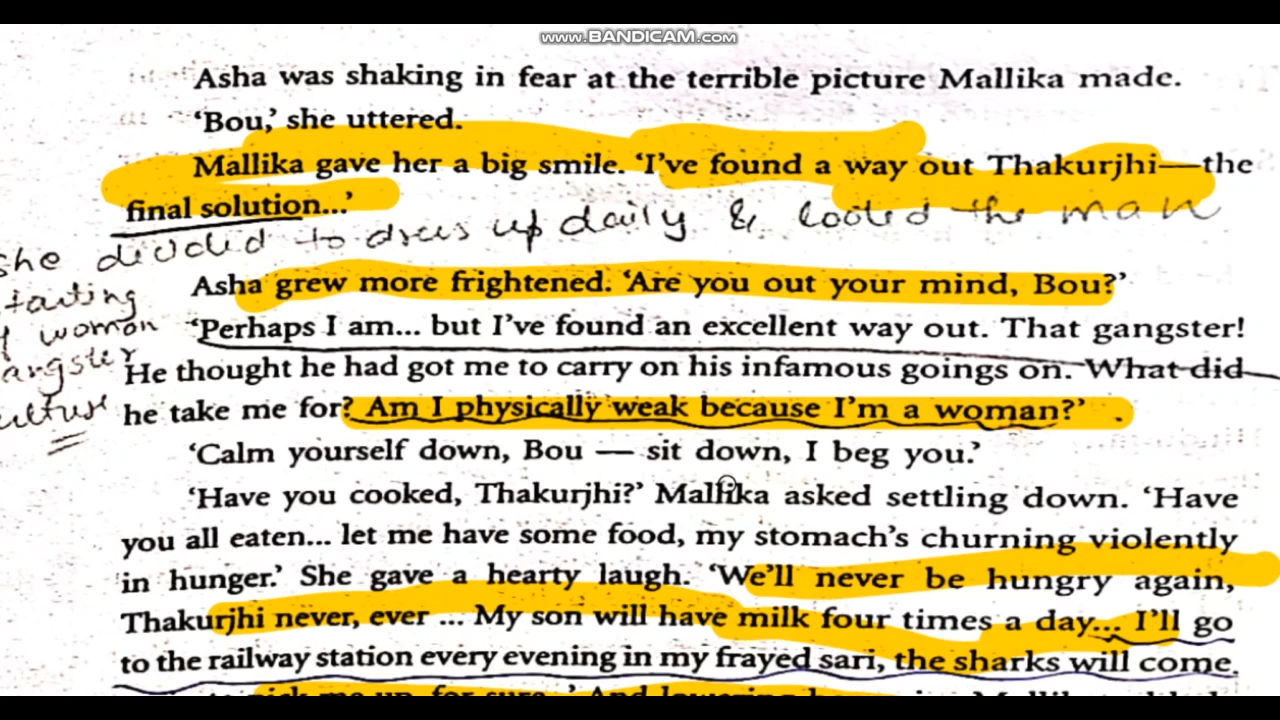 www.BANDICAM.com
Asha was shaking in fear at the terrible picture Mallika made.
‘Bou,’ she uttered.
Mallika gave her a big smile. ‘I’ve found a way out Thakurjhi—the
final solution...’
she decided to dress up daily & looted the man
Asha grew more frightened. ‘Are you out your mind, Bou?’
‘Perhaps I am... but I’ve found an excellent way out. That gangster!
He thought he had got me to carry on his infamous goings on. What did
he take me for? Am I physically weak because I’m a woman?’
woman
‘Calm yourself down, Bou — sit down, I beg you.’
‘Have you cooked, Thakurjhi?’ Mallika asked settling down. ‘Have
you all eaten... let me have some food, my stomach’s churning violently
in hunger.’ She gave a hearty laugh. ‘We’ll never be hungry again,
Thakurjhi never, ever ... My son will have milk four times a day... I’ll go
to the railway station every evening in my frayed sari, the sharks will come